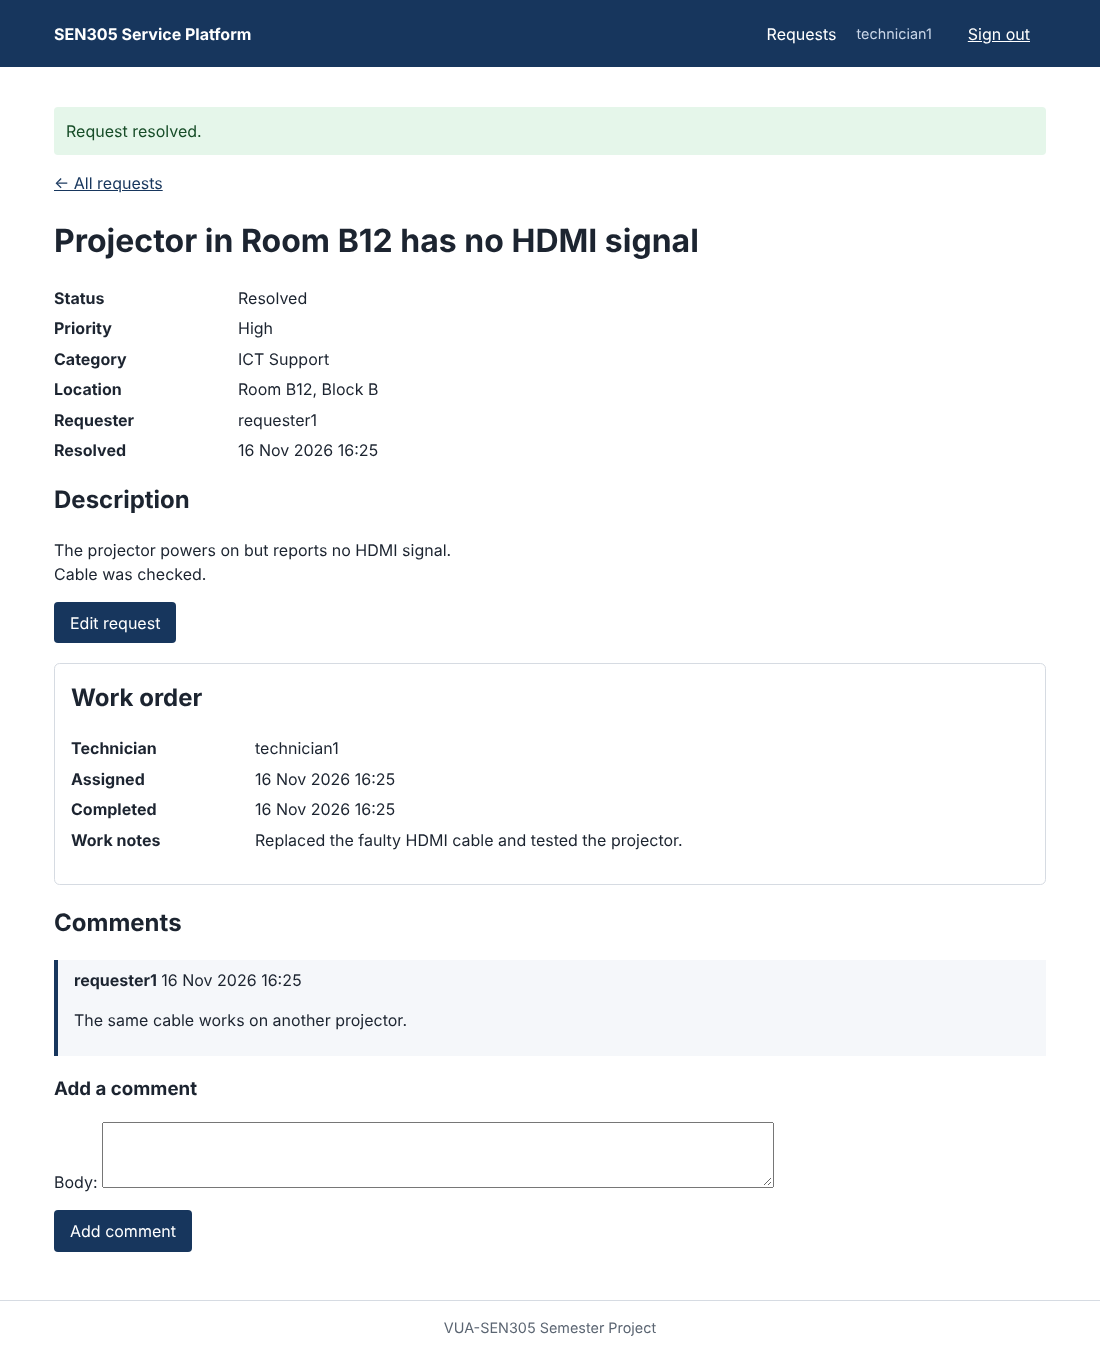 SEN305 Service Platform
Requests technician1 Sign out
Request resolved.
← All requests
Projector in Room B12 has no HDMI signal
Status Resolved
Priority High
Category ICT Support
Location Room B12, Block B
Requester requester1
Resolved 16 Nov 2026 16:25
Description
The projector powers on but reports no HDMI signal.
Cable was checked.
Edit request
Work order
Technician technician1
Assigned 16 Nov 2026 16:25
Completed 16 Nov 2026 16:25
Work notes Replaced the faulty HDMI cable and tested the projector.
Comments
requester1 16 Nov 2026 16:25
The same cable works on another projector.
Add a comment
Body:
Add comment
VUA-SEN305 Semester Project